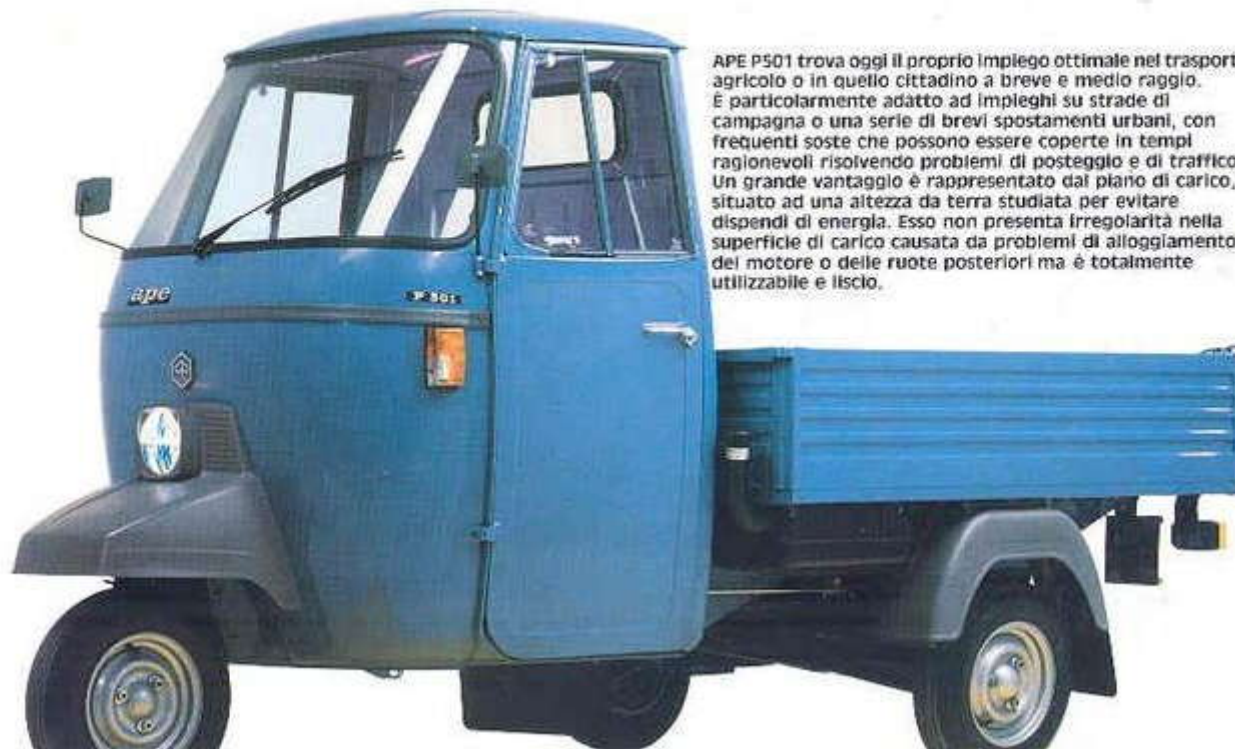 APE P501 trova oggi il proprio impiego ottimale nel trasport
agricolo o in quello cittadino a breve e medio raggio.
È particolarmente adatto ad impieghi su strade di
campagna o una serie di brevi spostamenti urbani, con
frequenti soste che possono essere coperte in tempi
ragionevoli risolvendo problemi di posteggio e di traffico
Un grande vantaggio è rappresentato dal piano di carico,
situato ad una altezza da terra studiata per evitare
dispendi di energia. Esso non presenta irregolarità nella
superficie di carico causata da problemi di alloggiamento
del motore o delle ruote posteriori ma è totalmente
utilizzabile e liscio.
ape
P 501